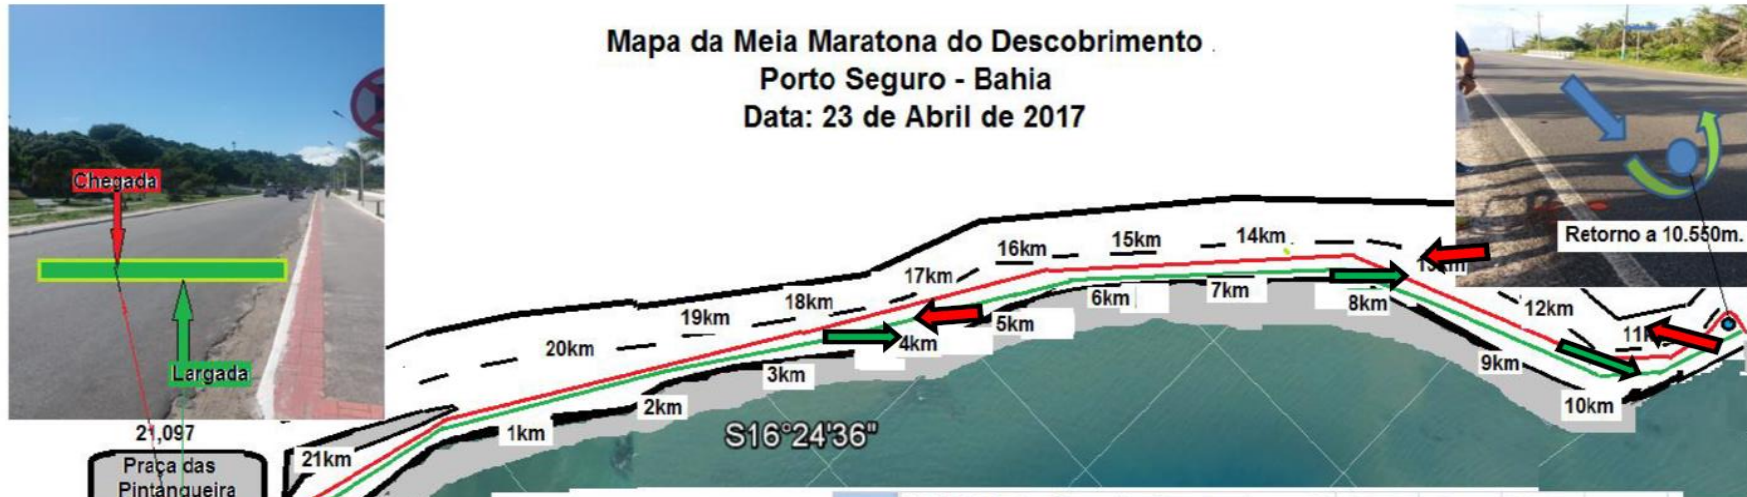 Mapa da Meia Maratona do Descobrimento
Porto Seguro - Bahia
Data: 23 de Abril de 2017
Chegada
Largada
Retorno a 10.550m.
16km
15km
14km
17km
18km
19km
20km
12km
6km
7km
8km
5km
4km
3km
2km
1km
9km
10km
21,097
21km
Praça das
Pintangueira
S16°24'36"